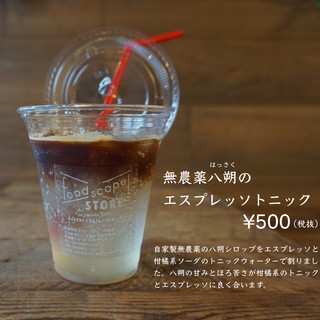 foodscape!
STORE
はっさく
無農薬八朔の
エスプレッソトニック
¥500(税抜)
自家製無農薬の八朔シロップをエスプレッソと
柑橘系ソーダのトニックウォーターで割りまし
た。八朔の甘みとほろ苦さが柑橘系のトニック
とエスプレッソに良く合います。